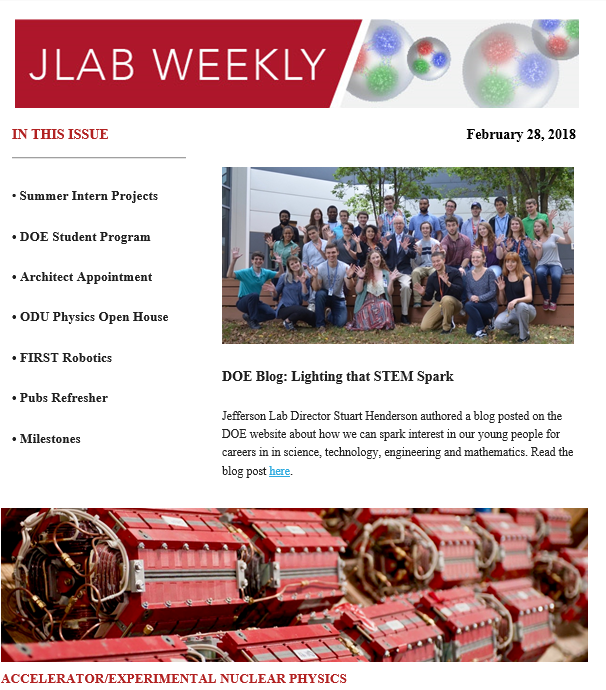 JLAB WEEKLY
IN THIS ISSUE
February 28, 2018
• Summer Intern Projects
• DOE Student Program
• Architect Appointment
• ODU Physics Open House
• FIRST Robotics
• Pubs Refresher
• Milestones
DOE Blog: Lighting that STEM Spark
Jefferson Lab Director Stuart Henderson authored a blog posted on the
DOE website about how we can spark interest in our young people for
careers in in science, technology, engineering and mathematics. Read the
blog post here.
ACCELERATOR/EXPERIMENTAL NUCLEAR PHYSICS